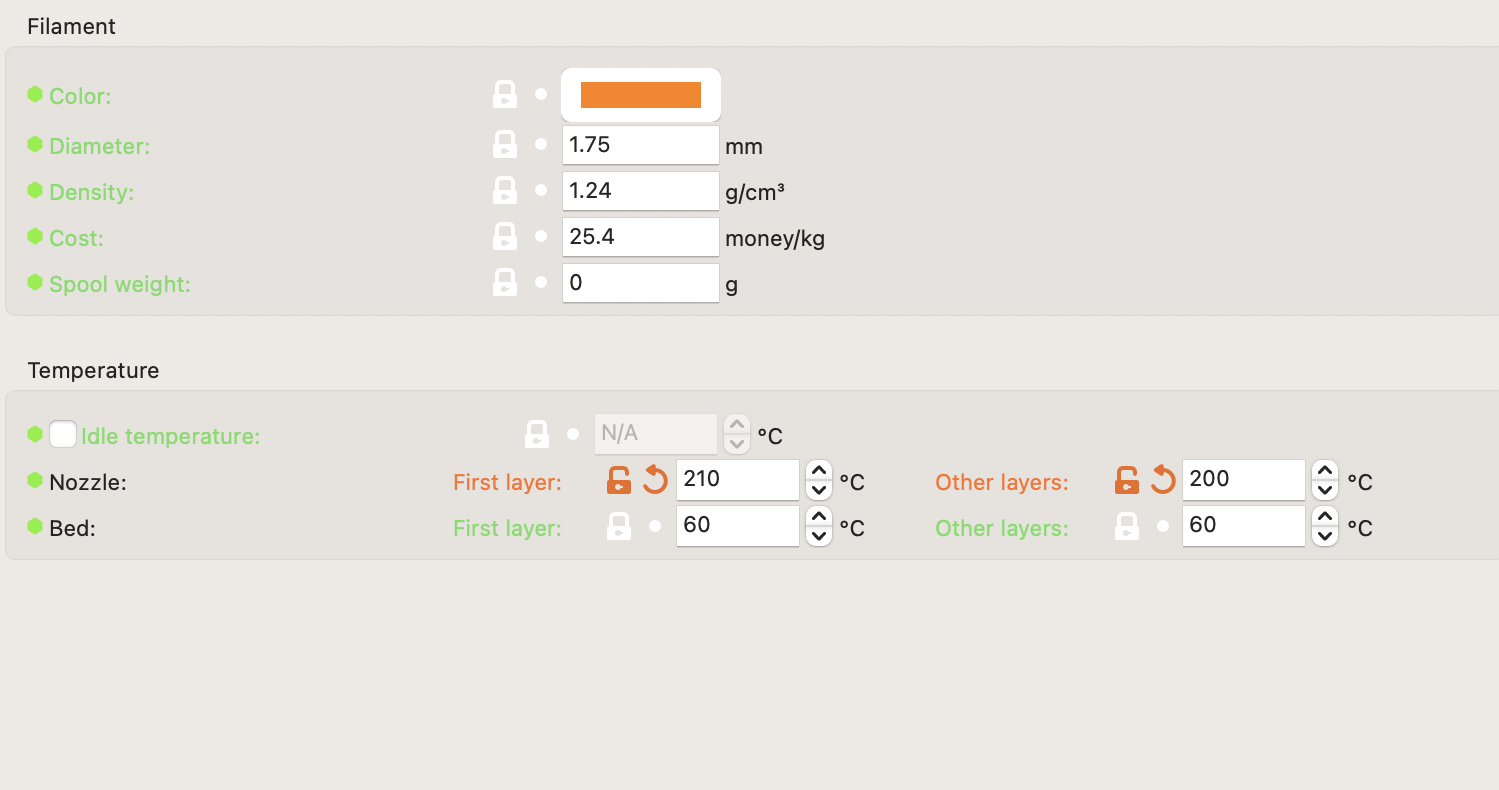 Filament
Color:
Diameter: 1.75 mm
Density: 1.24 g/cm³
Cost: 25.4 money/kg
Spool weight: 0 g
Temperature
Idle temperature: N/A °C
Nozzle: First layer: 210 °C Other layers: 200 °C
Bed: First layer: 60 °C Other layers: 60 °C